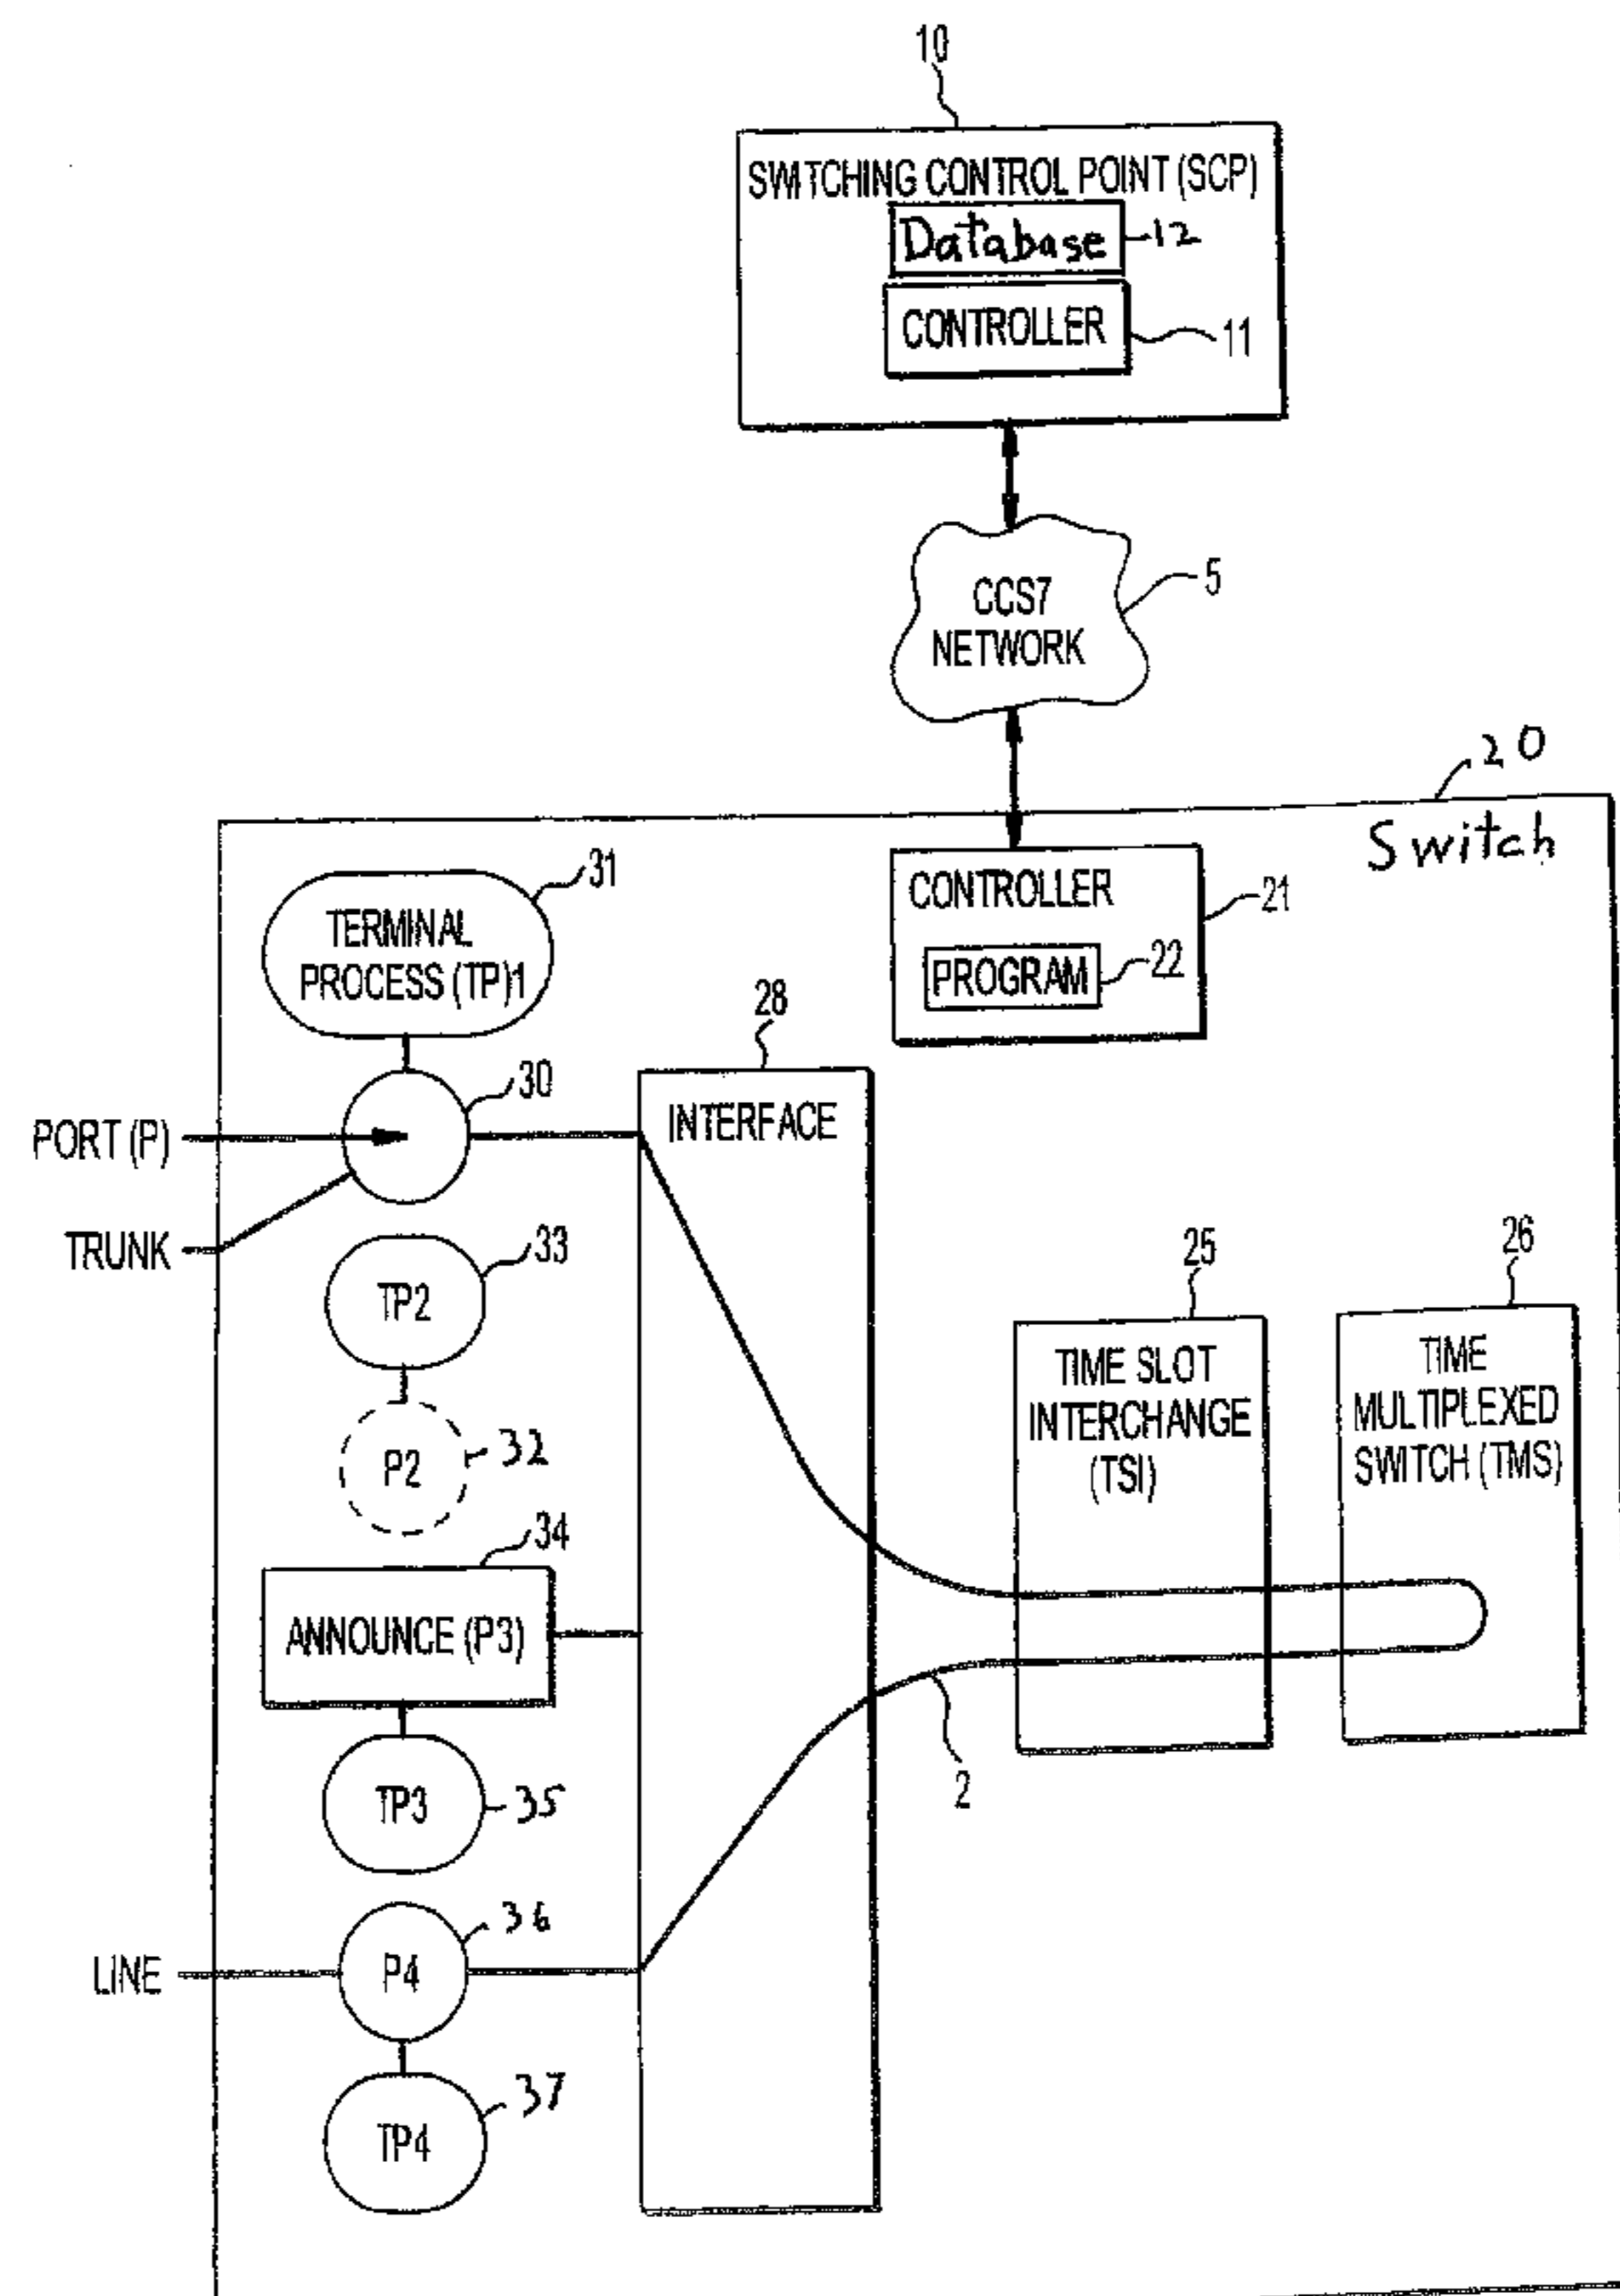 10
SWITCHING CONTROL POINT (SCP)
Database
12
CONTROLLER
11
CCS7
NETWORK
5
20
Switch
31
TERMINAL
PROCESS (TP)1
CONTROLLER
21
PROGRAM
22
28
INTERFACE
30
PORT (P)
TRUNK
33
TP2
25
26
TIME SLOT
INTERCHANGE
(TSI)
TIME
MULTIPLEXED
SWITCH (TMS)
P2
32
34
ANNOUNCE (P3)
2
TP3
35
36
LINE
P4
37
TP4